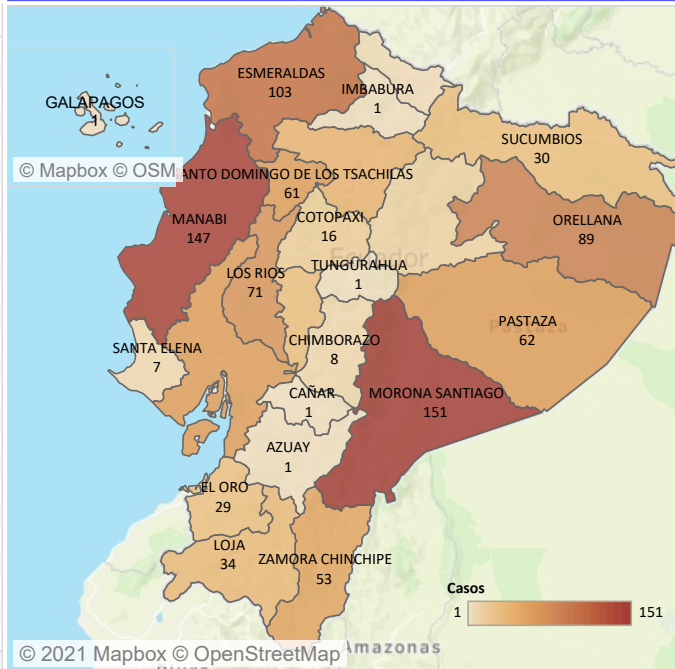 ESMERALDAS
103
IMBABURA
1
GALAPAGOS
1
SUCUMBIOS
30
© Mapbox © OSM
SANTO DOMINGO DE LOS TSACHILAS
61
MANABI
147
COTOPAXI
16
ORELLANA
89
Ecuador
LOS RIOS
71
TUNGURAHUA
1
PASTAZA
62
Pastaza
SANTA ELENA
7
CHIMBORAZO
8
CAÑAR
1
MORONA SANTIAGO
151
AZUAY
1
EL ORO
29
LOJA
34
ZAMORA CHINCHIPE
53
Casos
1 151
© 2021 Mapbox © OpenStreetMap
Amazonas